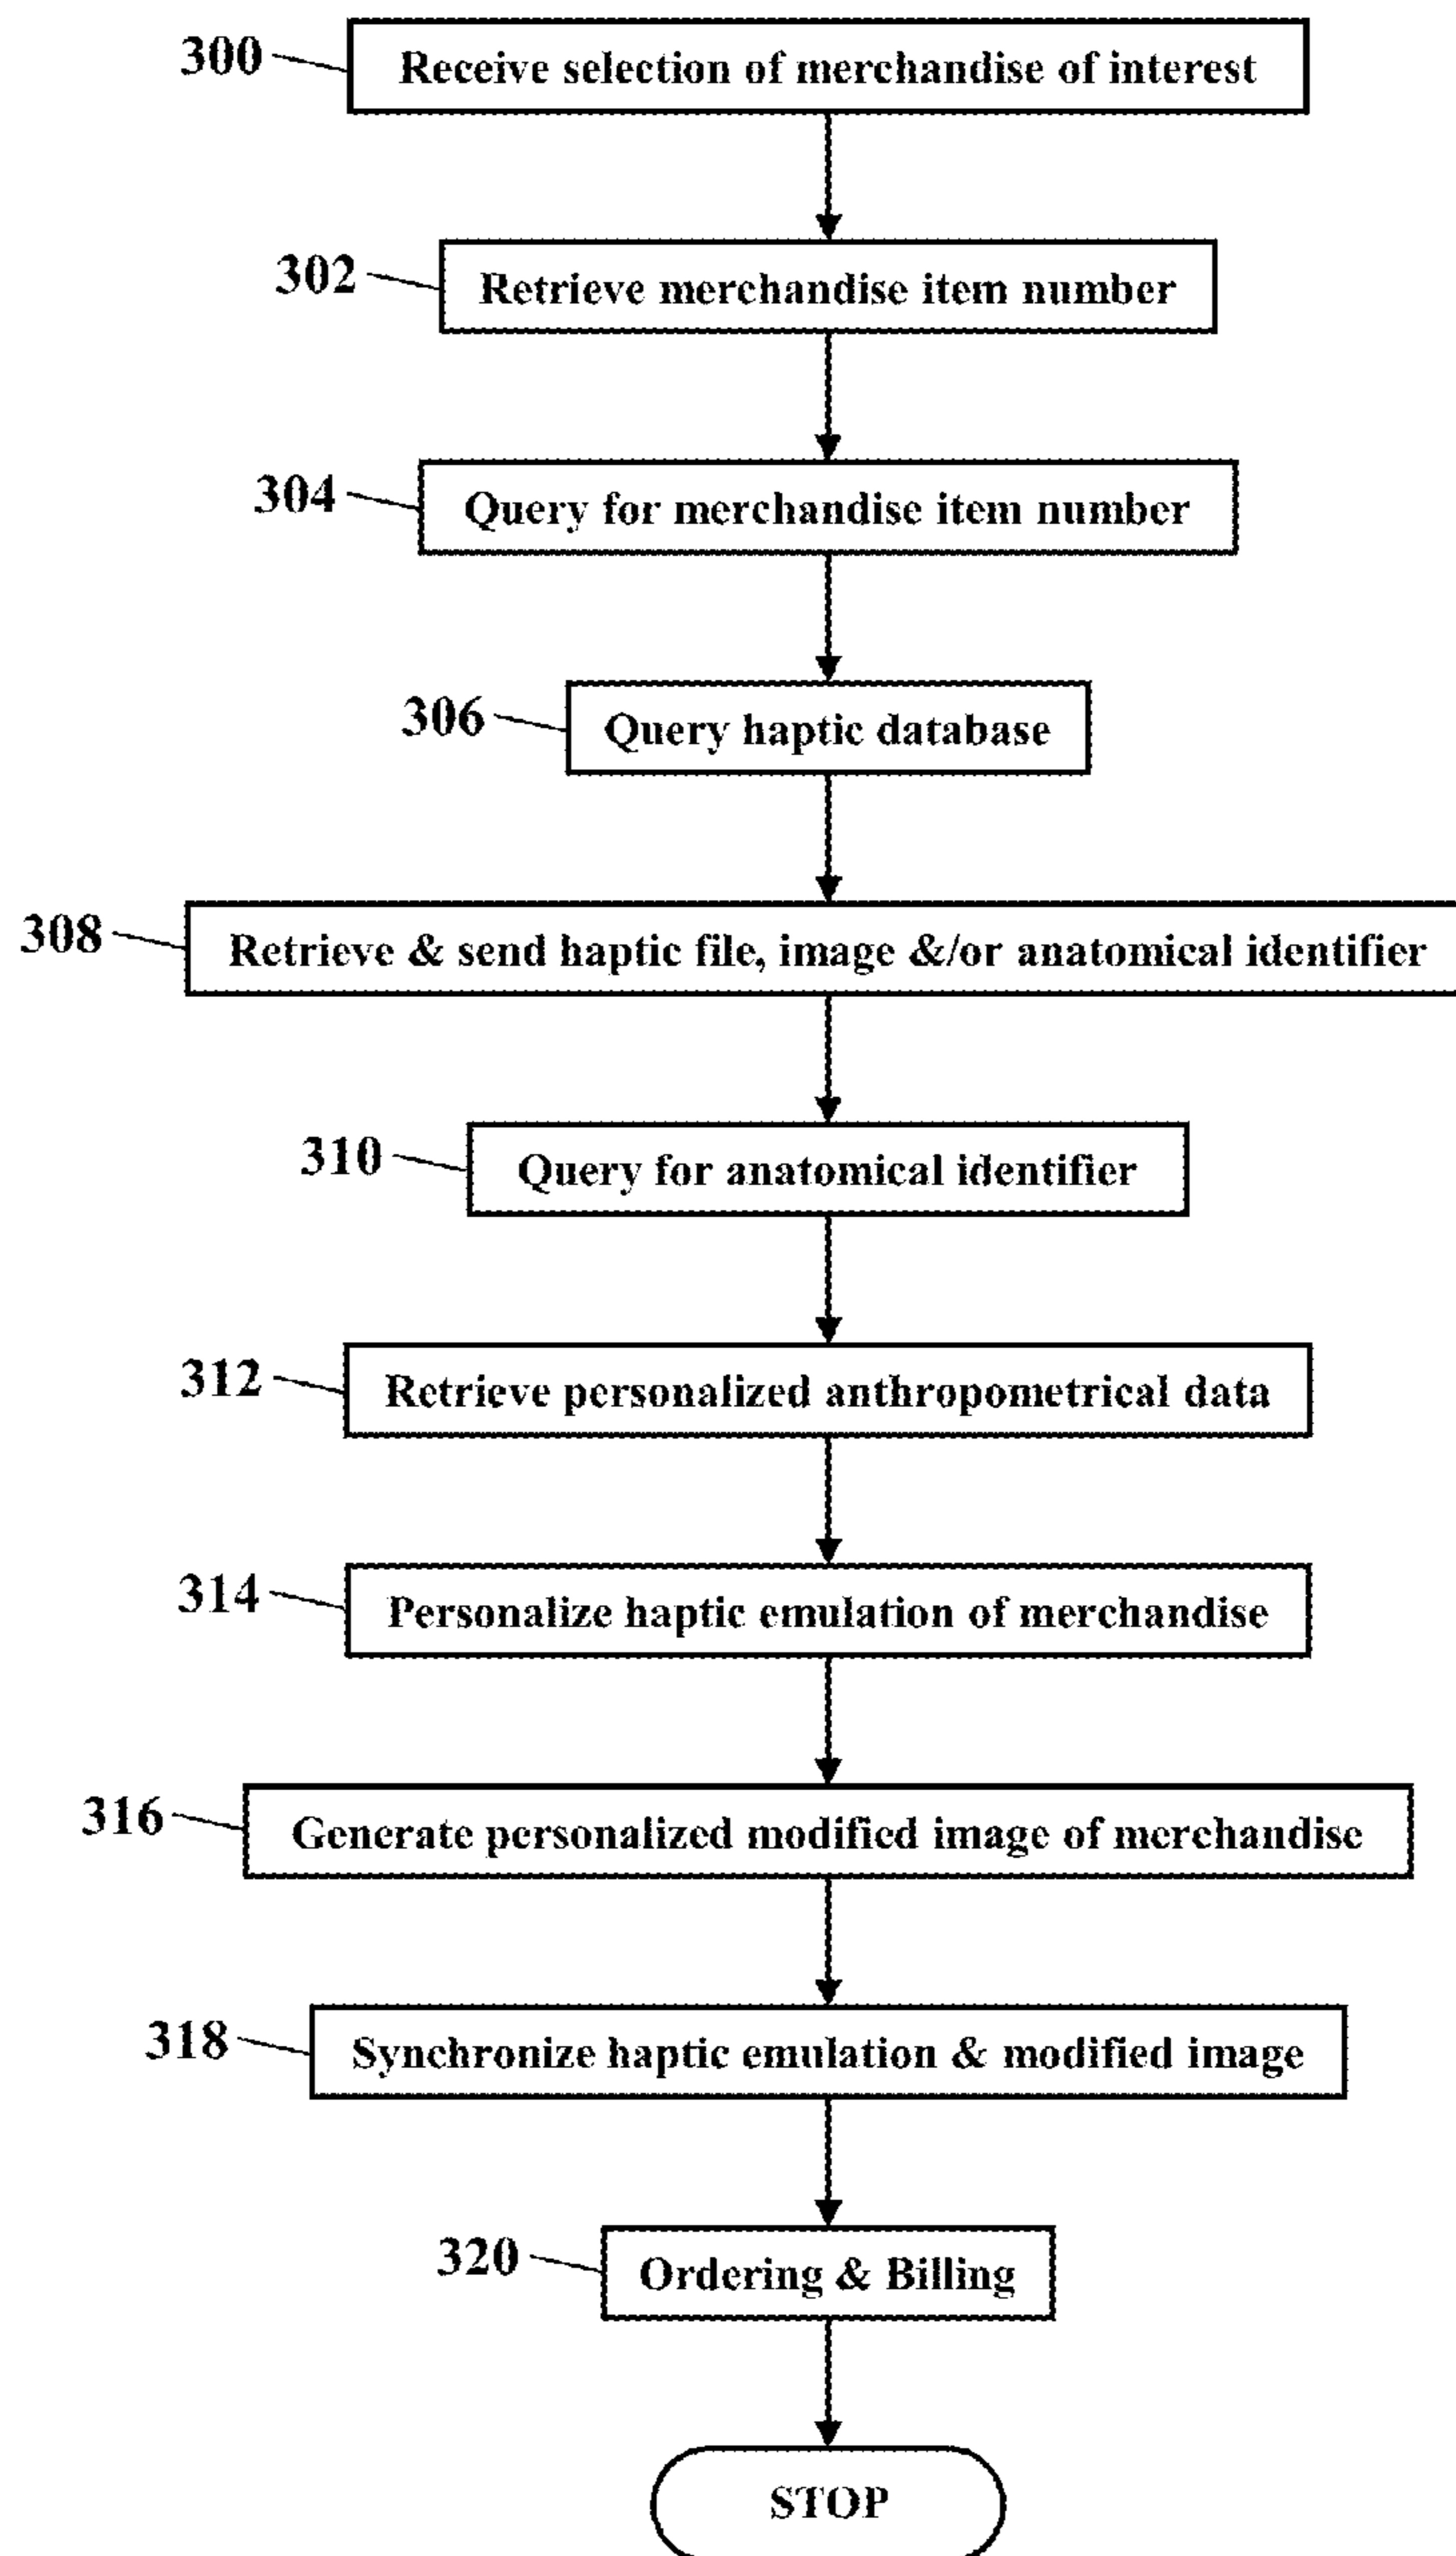 300 Receive selection of merchandise of interest
302 Retrieve merchandise item number
304 Query for merchandise item number
306 Query haptic database
308 Retrieve & send haptic file, image &/or anatomical identifier
310 Query for anatomical identifier
312 Retrieve personalized anthropometrical data
314 Personalize haptic emulation of merchandise
316 Generate personalized modified image of merchandise
318 Synchronize haptic emulation & modified image
320 Ordering & Billing
STOP